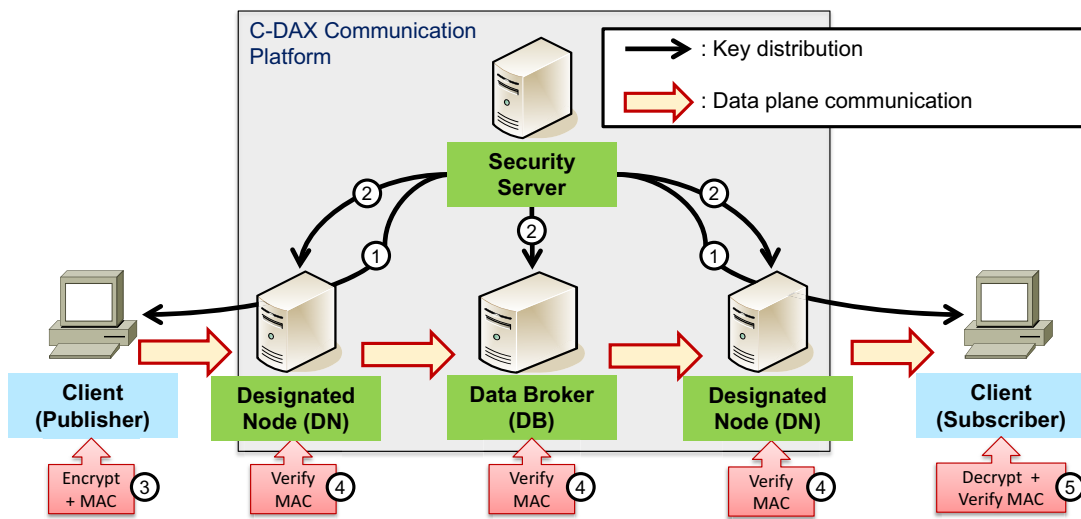 C-DAX Communication
Platform
: Key distribution
: Data plane communication
Security
Server
2
2
2
1
1
Client
(Publisher)
Designated
Node (DN)
Data Broker
(DB)
Designated
Node (DN)
Client
(Subscriber)
Encrypt
+ MAC
3
Verify
MAC
4
Verify
MAC
4
Verify
MAC
4
Decrypt +
Verify MAC
5